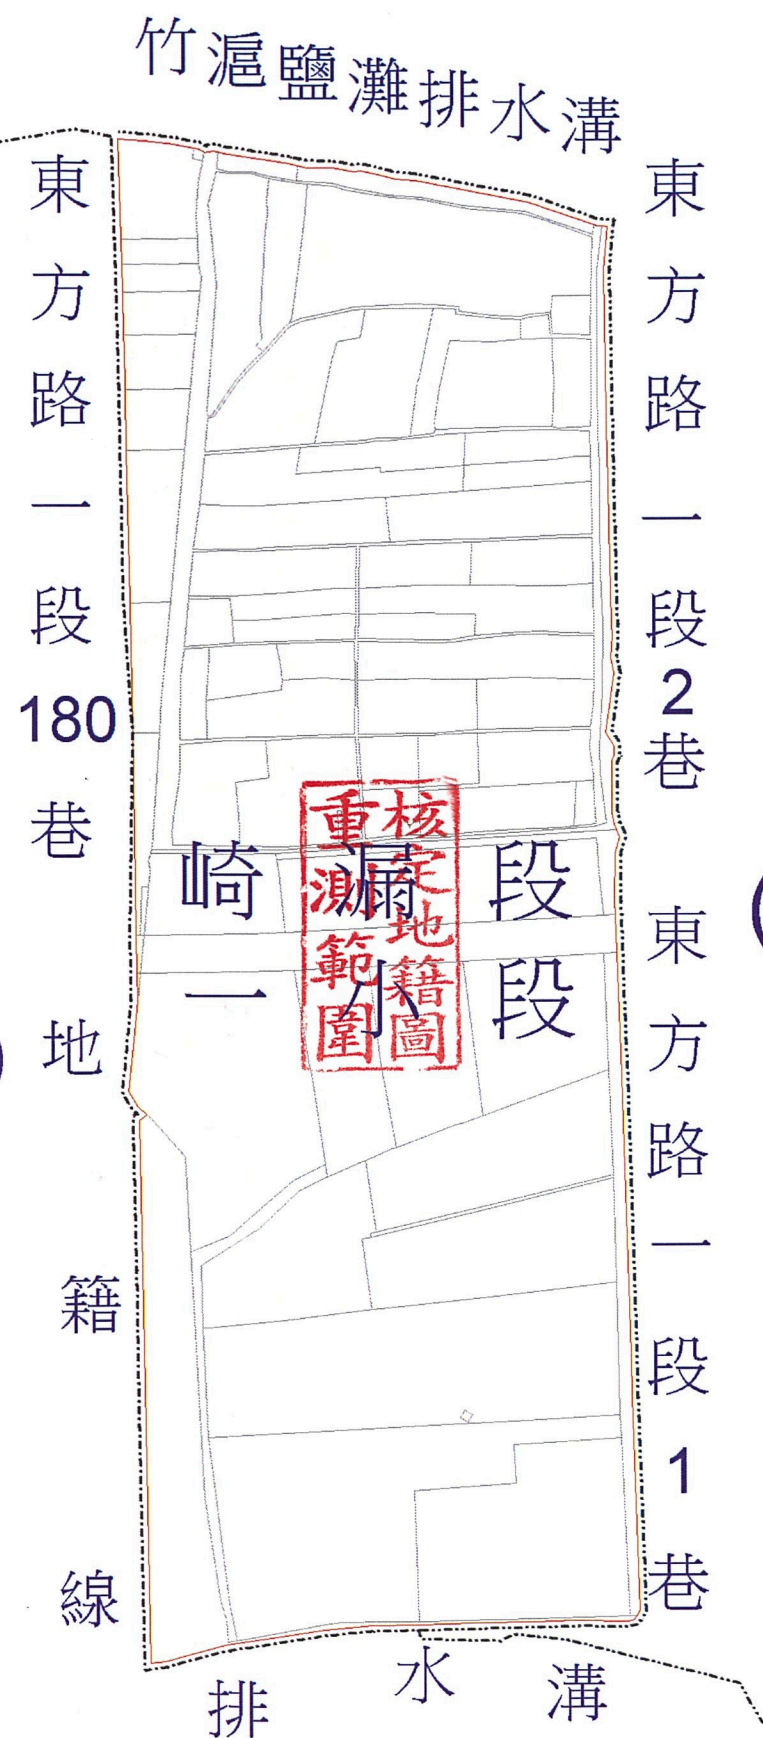 竹滬鹽灘排水溝
東方路一段180巷
地籍線
東方路一段2巷
東方路一段1巷
崎漏段
一小段
核定地籍圖
重測範圍
排水溝